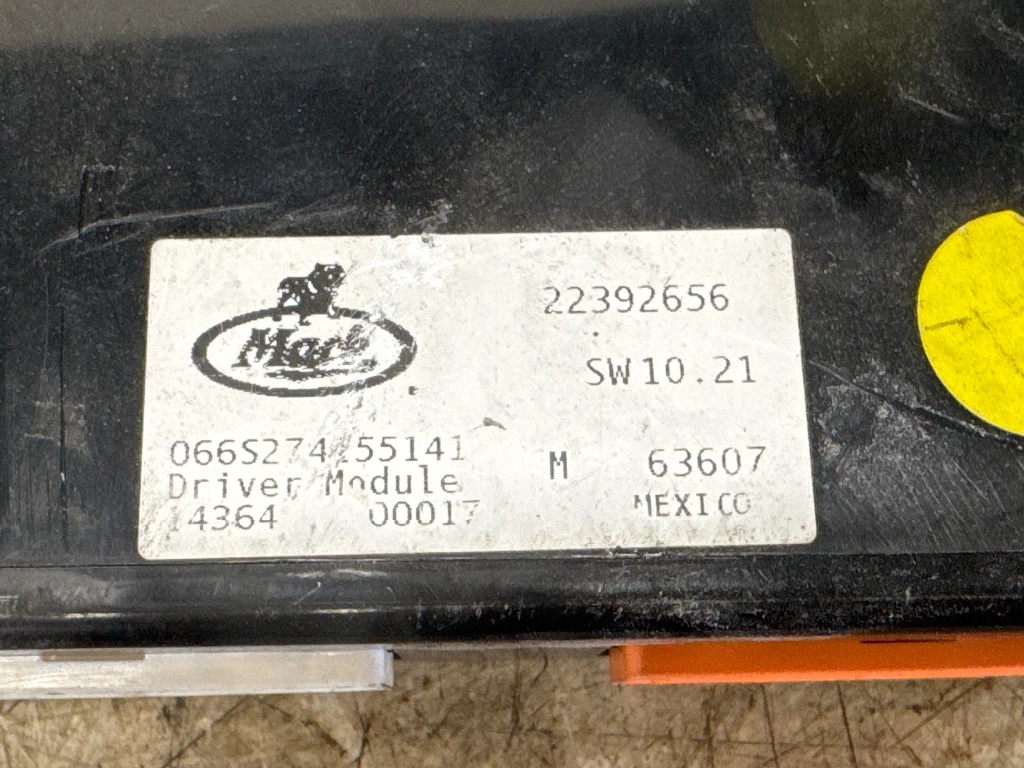 Mack
22392656
SW10.21
066S274 55141
M 63607
Driver Module
14364 00017
MEXICO